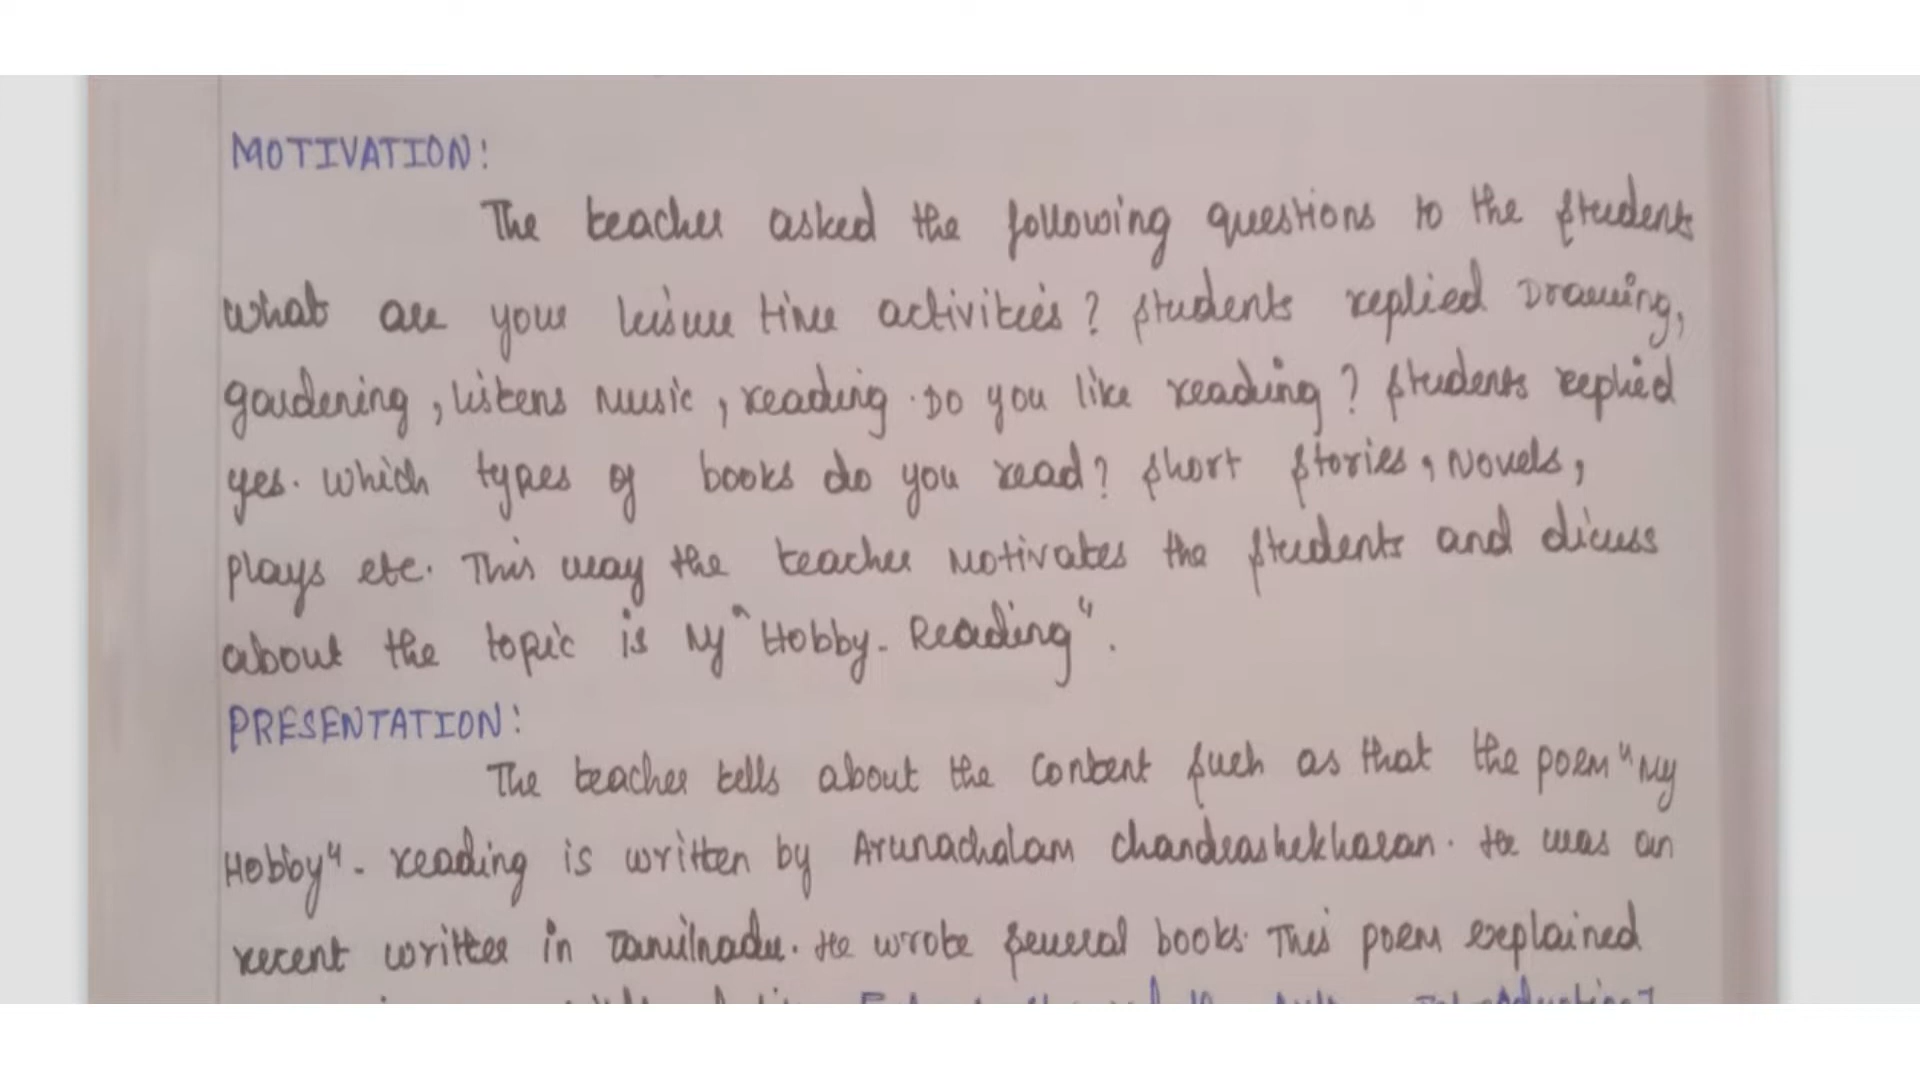 MOTIVATION:
The teacher asked the following questions to the students
what are your leisure time activities? students replied Drawing,
gardening, listens music, reading. Do you like reading? students replied
yes. which types of books do you read? short stories, Novels,
plays etc. This way the teacher motivates the students and dicuss
about the topic is My "Hobby- Reading".
PRESENTATION:
The teacher tells about the content such as that the poem "My
Hobby"- reading is written by Arunachalam chandrashekharan. He was an
recent writter in Tamilnadu. He wrote several books. This poem explained